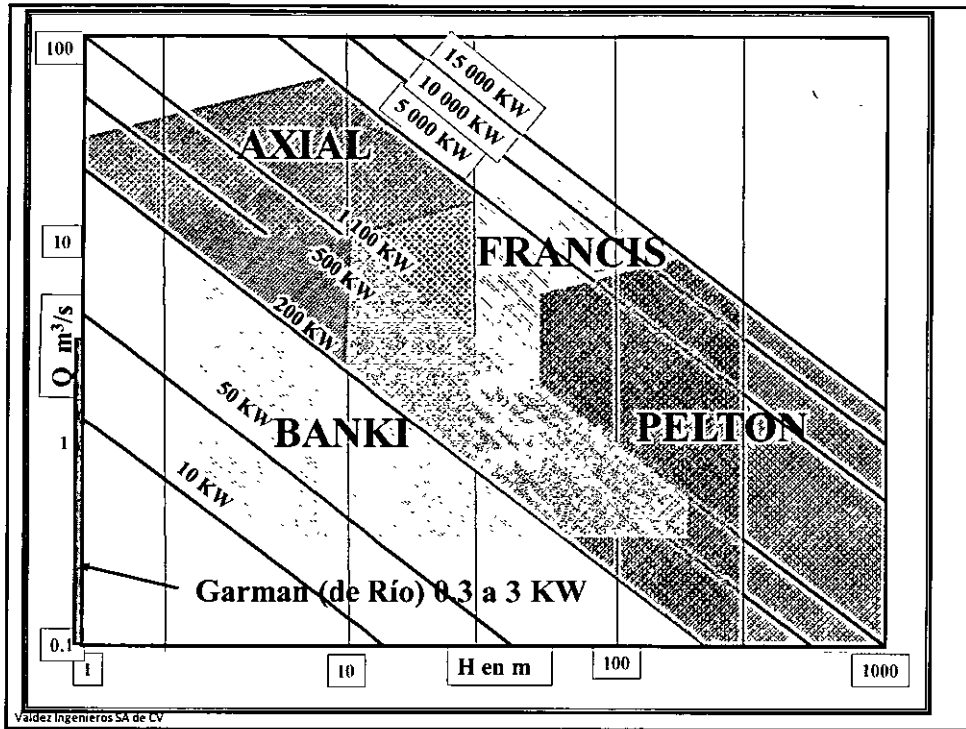 100
15 000 KW
10 000 KW
5 000 KW
AXIAL
1 100 KW
10
500 KW
FRANCIS
200 KW
Q m³/s
50 KW
BANKI
PELTON
1
10 KW
Garman (de Río) 0.3 a 3 KW
0.1
1
10
H en m
100
1000
Valdez Ingenieros SA de CV